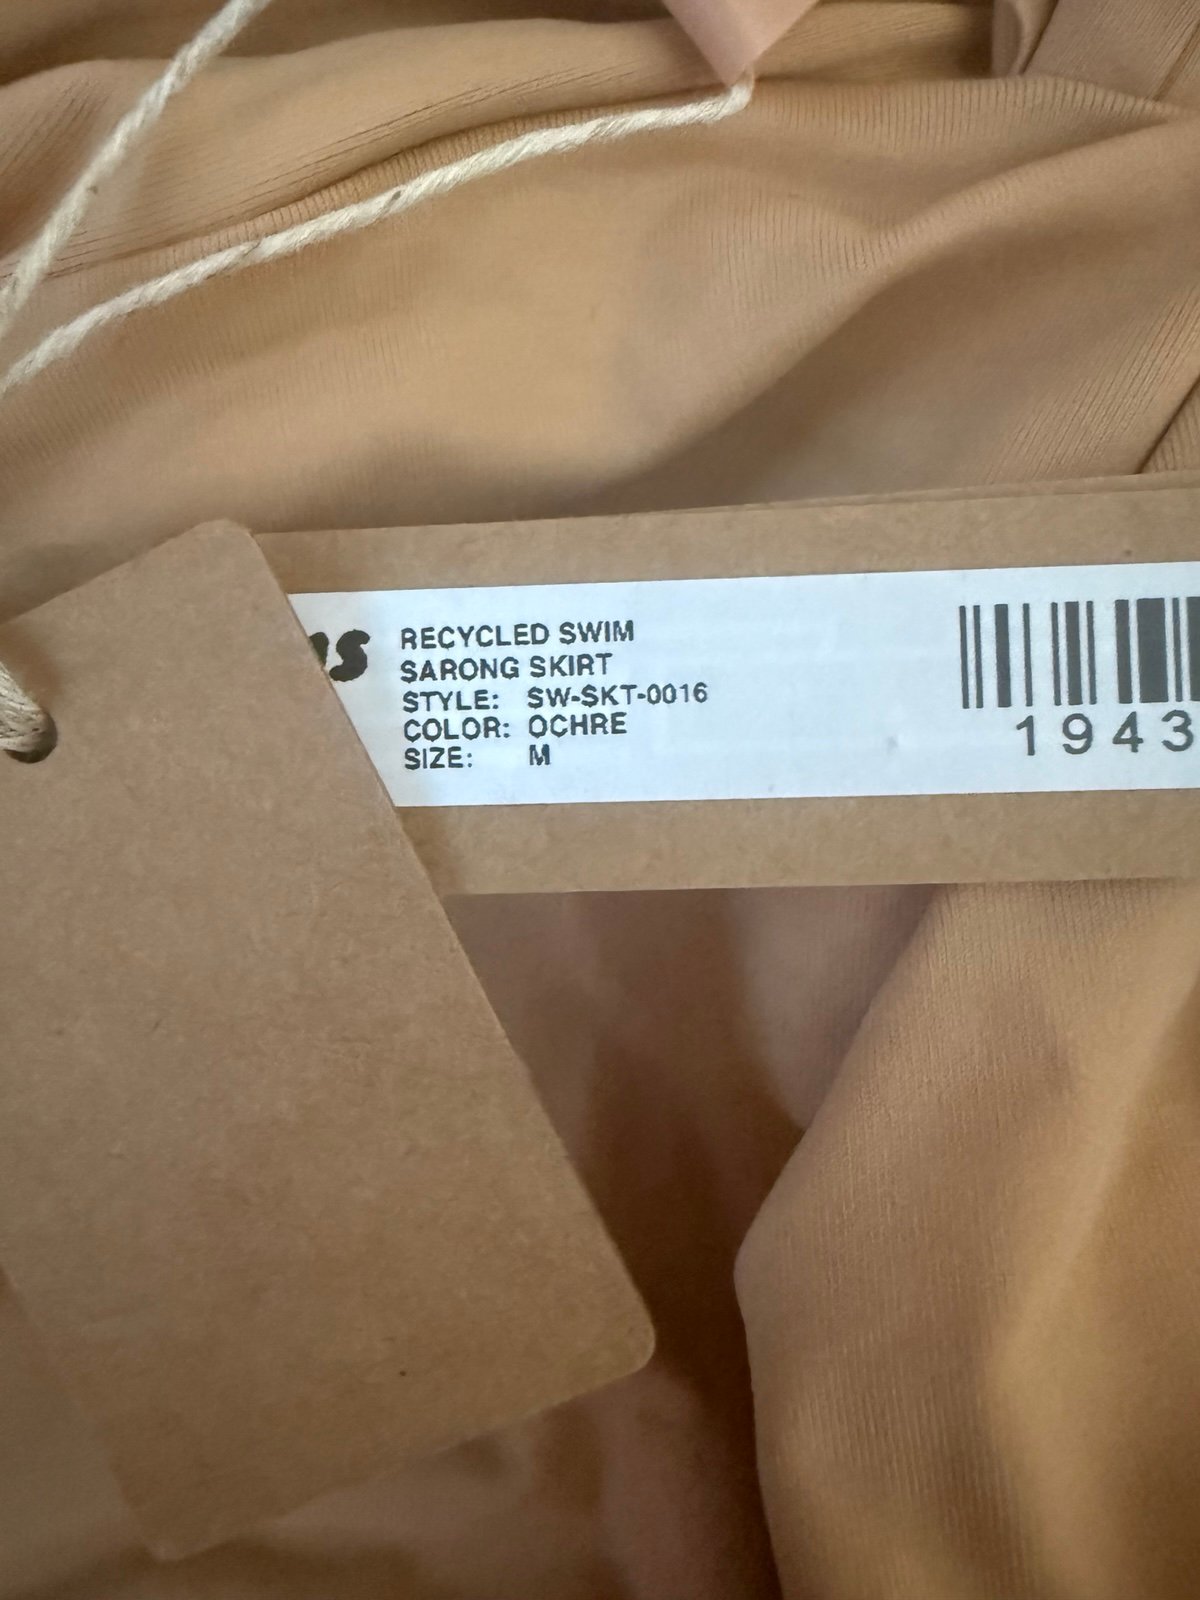 RECYCLED SWIM
SARONG SKIRT
STYLE: SW-SKT-0016
COLOR: OCHRE
SIZE: M
1943